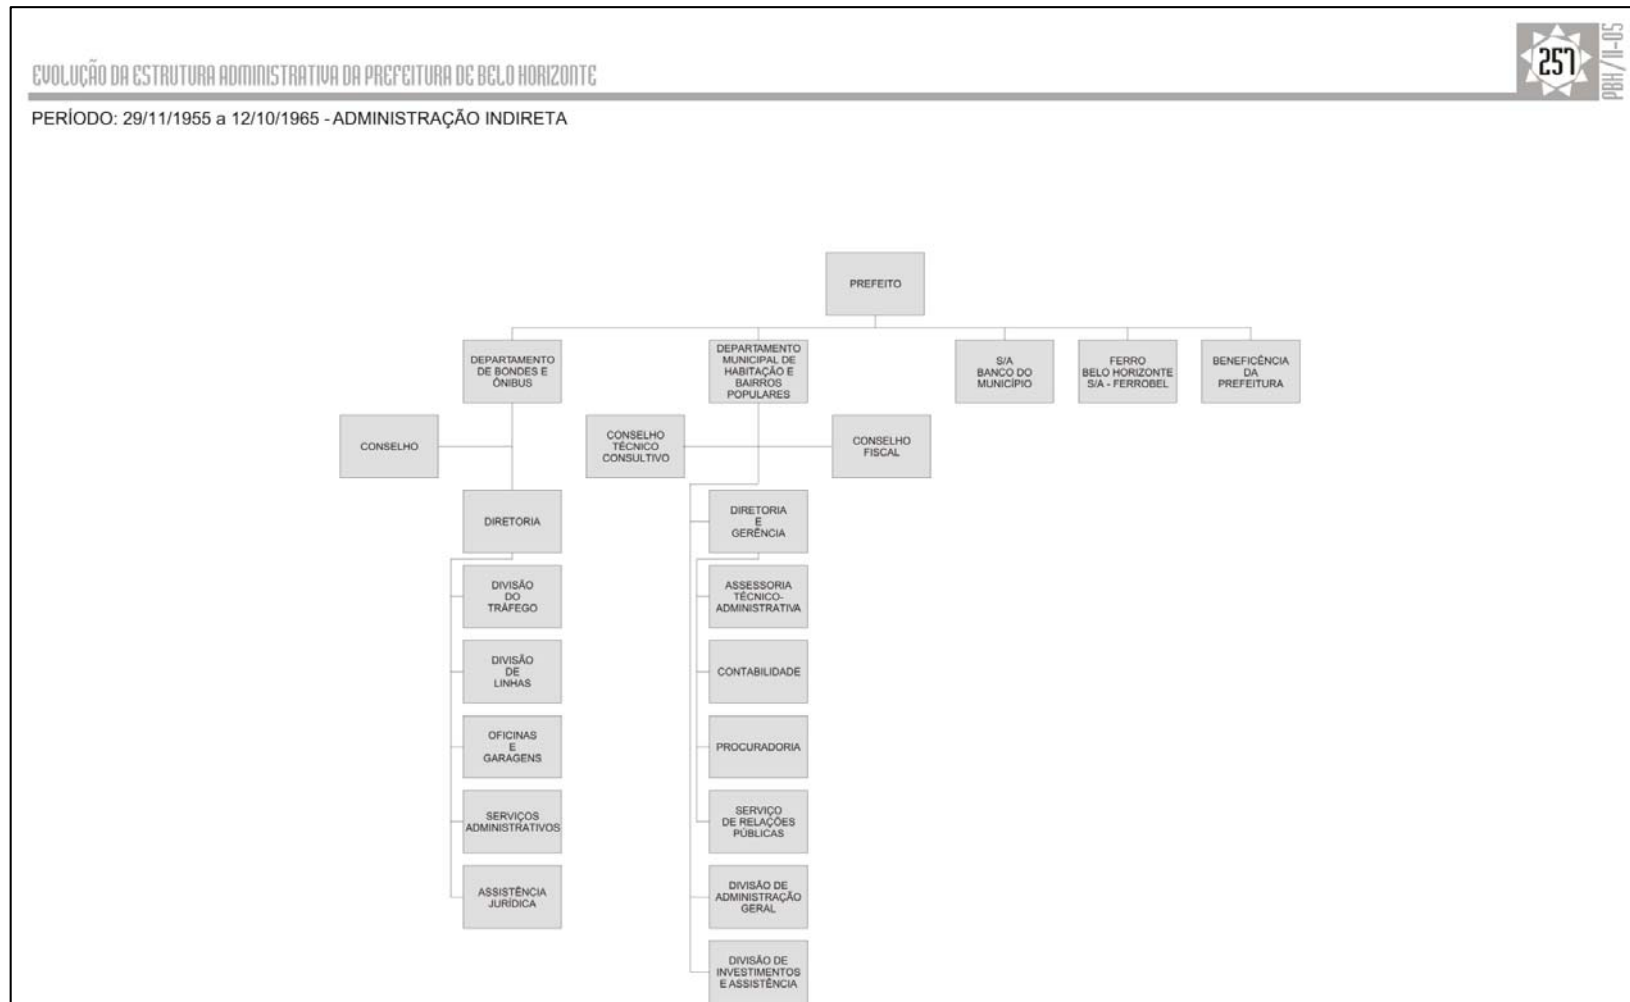 EVOLUÇÃO DA ESTRUTURA ADMINISTRATIVA DA PREFEITURA DE BELO HORIZONTE
257
PBH/11-05
PERÍODO: 29/11/1955 a 12/10/1965 - ADMINISTRAÇÃO INDIRETA
PREFEITO
DEPARTAMENTO
DE BONDES E
ÔNIBUS
DEPARTAMENTO
MUNICIPAL DE
HABITAÇÃO E
BAIRROS
POPULARES
S/A
BANCO DO
MUNICÍPIO
FERRO
BELO HORIZONTE
S/A - FERROBEL
BENEFICÊNCIA
DA
PREFEITURA
CONSELHO
CONSELHO
TÉCNICO
CONSULTIVO
CONSELHO
FISCAL
DIRETORIA
DIVISÃO
DO
TRÁFEGO
DIVISÃO
DE
LINHAS
OFICINAS
E
GARAGENS
SERVIÇOS
ADMINISTRATIVOS
ASSISTÊNCIA
JURÍDICA
DIRETORIA
E
GERÊNCIA
ASSESSORIA
TÉCNICO-
ADMINISTRATIVA
CONTABILIDADE
PROCURADORIA
SERVIÇO
DE RELAÇÕES
PÚBLICAS
DIVISÃO DE
ADMINISTRAÇÃO
GERAL
DIVISÃO DE
INVESTIMENTOS
E ASSISTÊNCIA